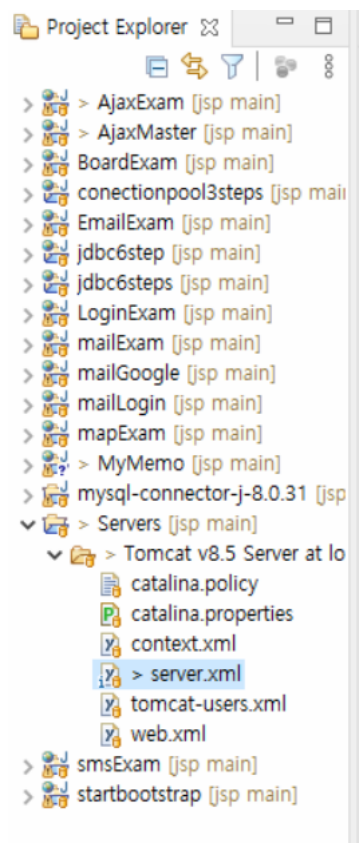 Project Explorer
> AjaxExam [jsp main]
> AjaxMaster [jsp main]
BoardExam [jsp main]
conectionpool3steps [jsp mai
EmailExam [jsp main]
jdbc6step [jsp main]
jdbc6steps [jsp main]
LoginExam [jsp main]
mailExam [jsp main]
mailGoogle [jsp main]
mailLogin [jsp main]
mapExam [jsp main]
> MyMemo [jsp main]
mysql-connector-j-8.0.31 [jsp
> Servers [jsp main]
> Tomcat v8.5 Server at lo
catalina.policy
catalina.properties
context.xml
> server.xml
tomcat-users.xml
web.xml
smsExam [jsp main]
startbootstrap [jsp main]